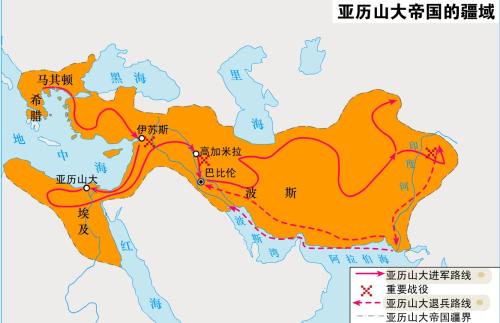 亚历山大帝国的疆域
马其顿
希腊
黑海
里海
地中海
伊苏斯
高加米拉
巴比伦
亚历山大
埃及
红海
波斯
波斯湾
印度河
阿拉伯海
亚历山大进军路线
重要战役
亚历山大退兵路线
亚历山大帝国疆界